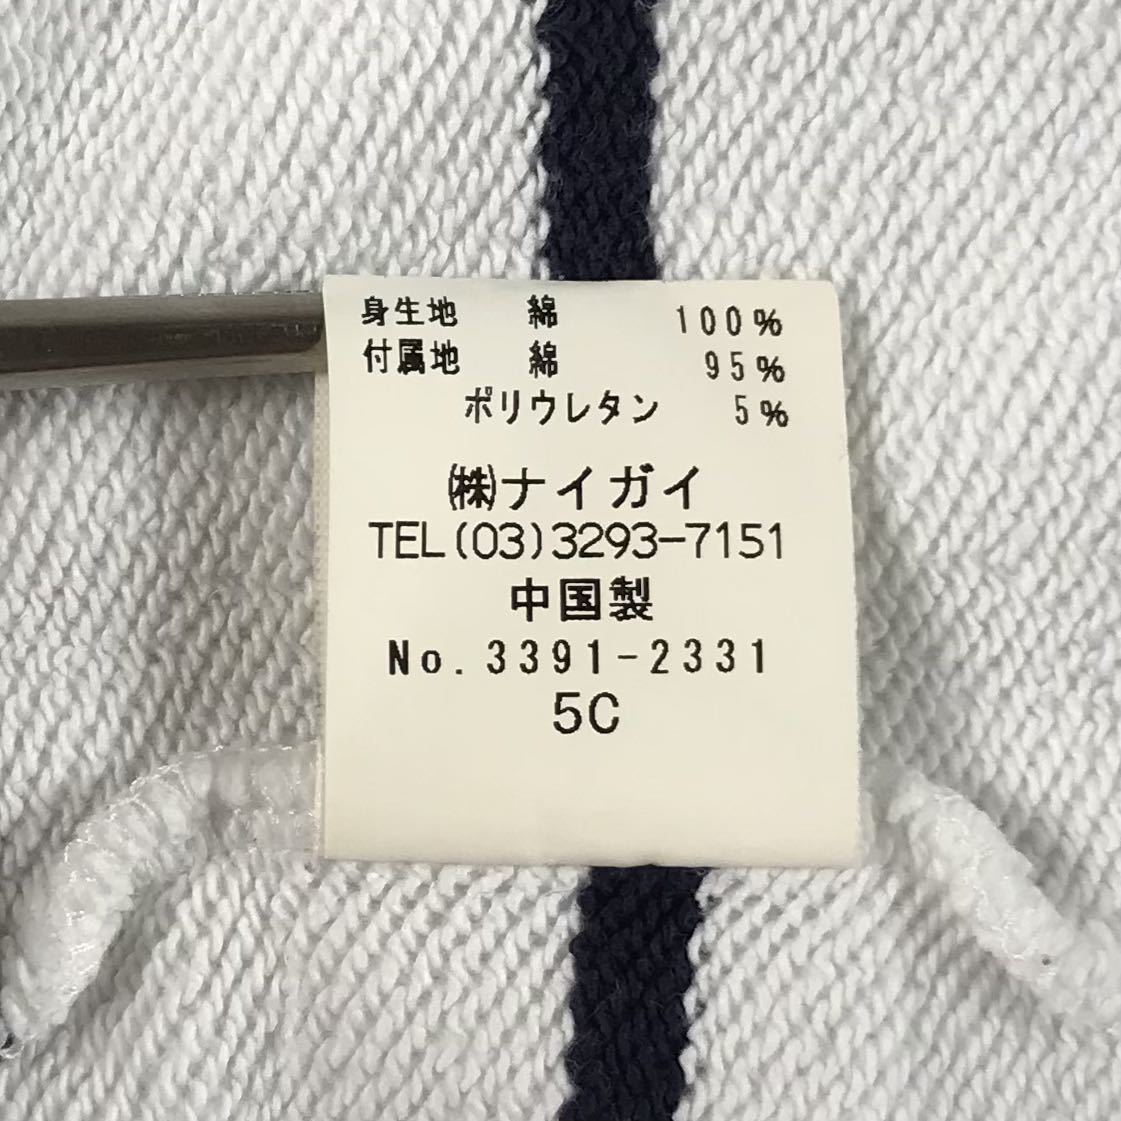 身生地 綿 100%
付属地 綿 95%
ポリウレタン 5%
㈱ナイガイ
TEL(03)3293-7151
中国製
No.3391-2331
5C